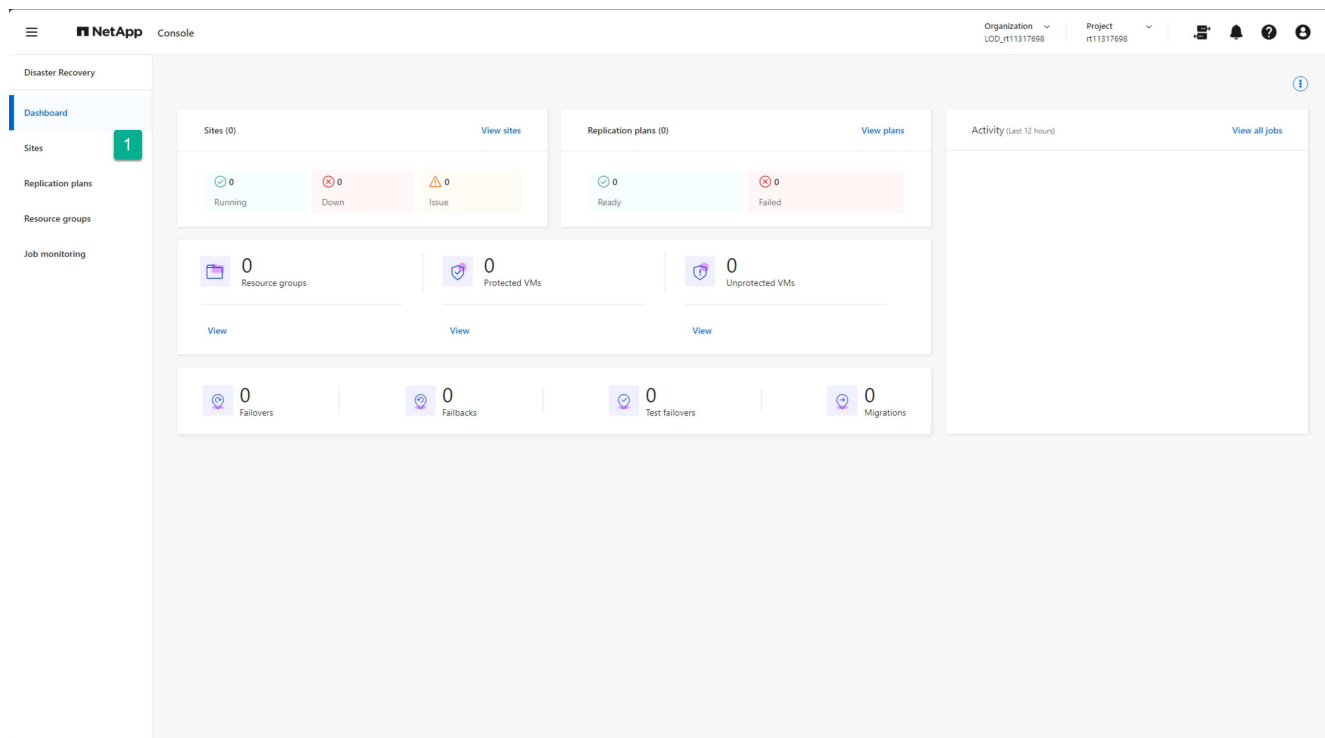 NetApp Console
Organization
LOD_rt11317698
Project
rt11317698
Disaster Recovery
Dashboard
Sites
1
Replication plans
Resource groups
Job monitoring
Sites (0)
View sites
0
Running
0
Down
0
Issue
Replication plans (0)
View plans
0
Ready
0
Failed
Activity (Last 12 hours)
View all jobs
0
Resource groups
View
0
Protected VMs
View
0
Unprotected VMs
View
0
Failovers
0
Failbacks
0
Test failovers
0
Migrations